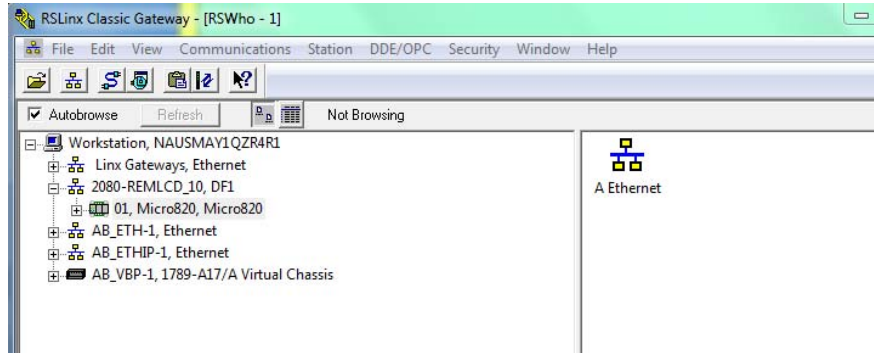 RSLinx Classic Gateway - [RSWho - 1]
File Edit View Communications Station DDE/OPC Security Window Help
Autobrowse Refresh Not Browsing
Workstation, NAUSMAY1QZR4R1
Linx Gateways, Ethernet
2080-REMLCD_10, DF1
01, Micro820, Micro820
AB_ETH-1, Ethernet
AB_ETHIP-1, Ethernet
AB_VBP-1, 1789-A17/A Virtual Chassis
A Ethernet